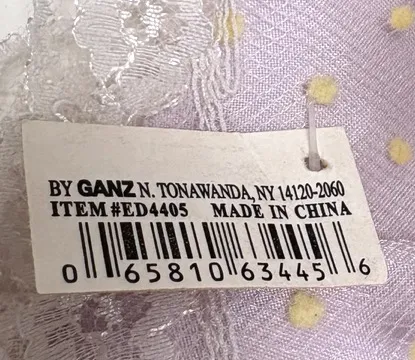 BY GANZ N. TONAWANDA, NY 14120-2060
ITEM #ED4405 MADE IN CHINA
0 65810 63445 6